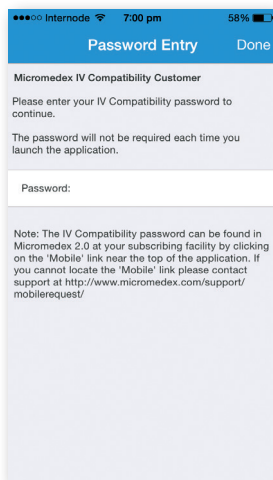 ●●●○○ Internode 7:00 pm 58%
Password Entry Done
Micromedex IV Compatibility Customer
Please enter your IV Compatibility password to
continue.
The password will not be required each time you
launch the application.
Password:
Note: The IV Compatibility password can be found in
Micromedex 2.0 at your subscribing facility by clicking
on the 'Mobile' link near the top of the application. If
you cannot locate the 'Mobile' link please contact
support at http://www.micromedex.com/support/
mobilerequest/